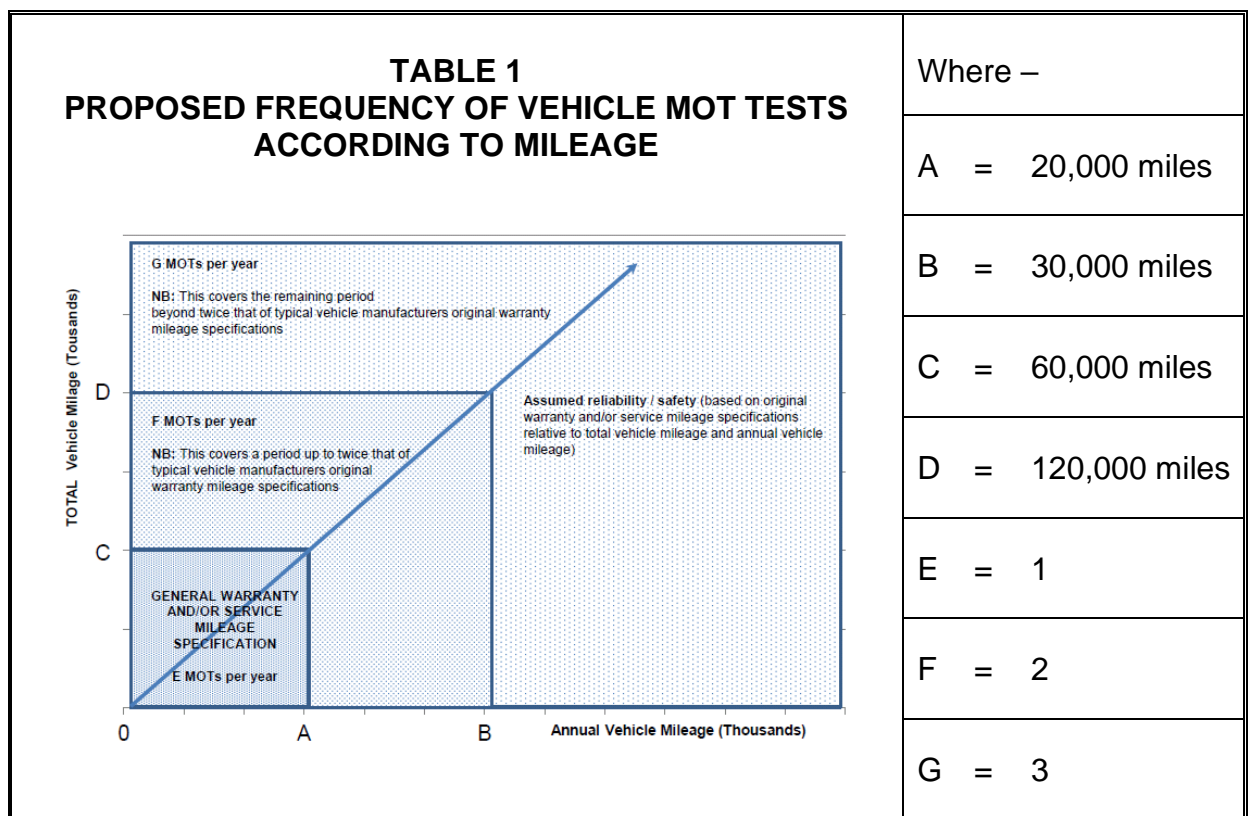 TABLE 1
PROPOSED FREQUENCY OF VEHICLE MOT TESTS
ACCORDING TO MILEAGE
TOTAL Vehicle Milage (Tousands)
D
C
G MOTs per year
NB: This covers the remaining period
beyond twice that of typical vehicle manufacturers original warranty
mileage specifications
F MOTs per year
NB: This covers a period up to twice that of
typical vehicle manufacturers original
warranty mileage specifications
Assumed reliability / safety (based on original
warranty and/or service mileage specifications
relative to total vehicle mileage and annual vehicle
mileage)
GENERAL WARRANTY
AND/OR SERVICE
MILEAGE
SPECIFICATION
E MOTs per year
0 A B Annual Vehicle Mileage (Thousands)
Where –
A = 20,000 miles
B = 30,000 miles
C = 60,000 miles
D = 120,000 miles
E = 1
F = 2
G = 3